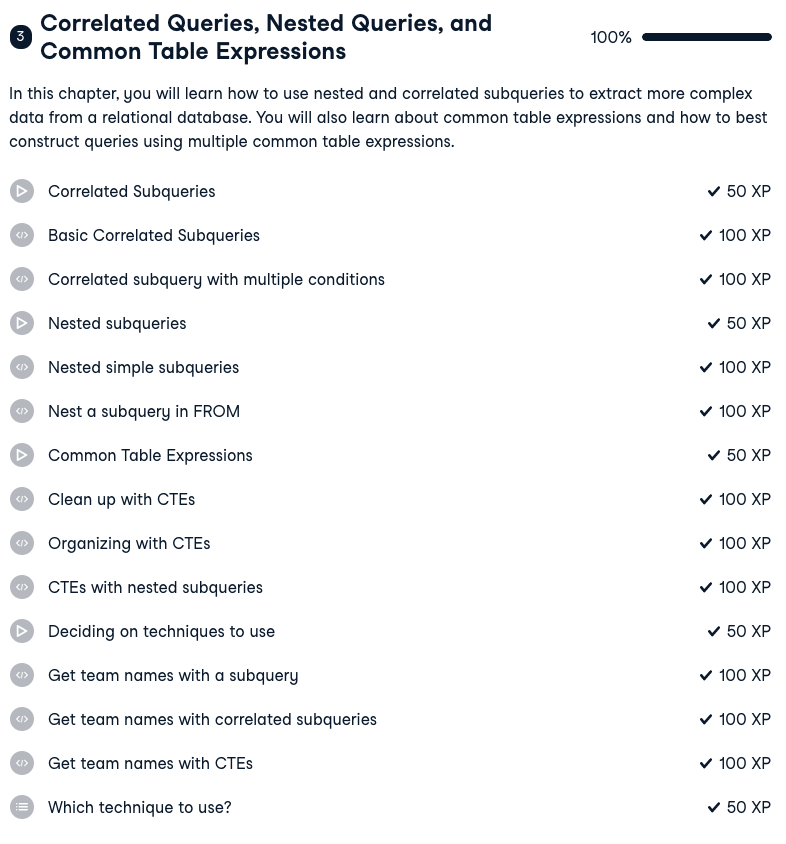 3
Correlated Queries, Nested Queries, and
Common Table Expressions
100%
In this chapter, you will learn how to use nested and correlated subqueries to extract more complex
data from a relational database. You will also learn about common table expressions and how to best
construct queries using multiple common table expressions.
Correlated Subqueries 50 XP
Basic Correlated Subqueries 100 XP
Correlated subquery with multiple conditions 100 XP
Nested subqueries 50 XP
Nested simple subqueries 100 XP
Nest a subquery in FROM 100 XP
Common Table Expressions 50 XP
Clean up with CTEs 100 XP
Organizing with CTEs 100 XP
CTEs with nested subqueries 100 XP
Deciding on techniques to use 50 XP
Get team names with a subquery 100 XP
Get team names with correlated subqueries 100 XP
Get team names with CTEs 100 XP
Which technique to use? 50 XP